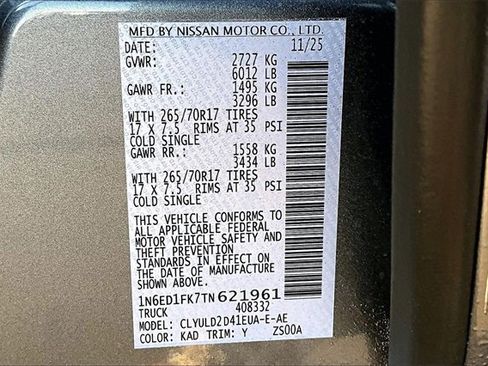 MFD BY NISSAN MOTOR CO., LTD.
DATE: 11/25
GVWR: 2727 KG
6012 LB
GAWR FR.: 1495 KG
3296 LB
WITH 265/70R17 TIRES
17 X 7.5 RIMS AT 35 PSI
COLD SINGLE
GAWR RR.: 1558 KG
3434 LB
WITH 265/70R17 TIRES
17 X 7.5 RIMS AT 35 PSI
COLD SINGLE
THIS VEHICLE CONFORMS TO
ALL APPLICABLE FEDERAL
MOTOR VEHICLE SAFETY AND
THEFT PREVENTION
STANDARDS IN EFFECT ON
THE DATE OF MANUFACTURE
SHOWN ABOVE.
1N6ED1FK7TN621961
TRUCK 408332
MODEL: CLYULD2D41EUA-E-AE
COLOR: KAD TRIM: Y ZS00A